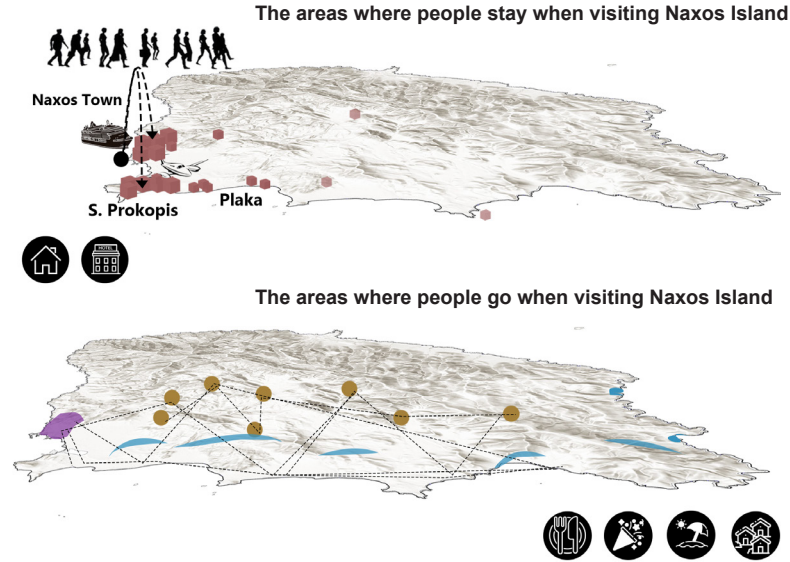 The areas where people stay when visiting Naxos Island
Naxos Town
S. Prokopis
Plaka
HOTEL
The areas where people go when visiting Naxos Island